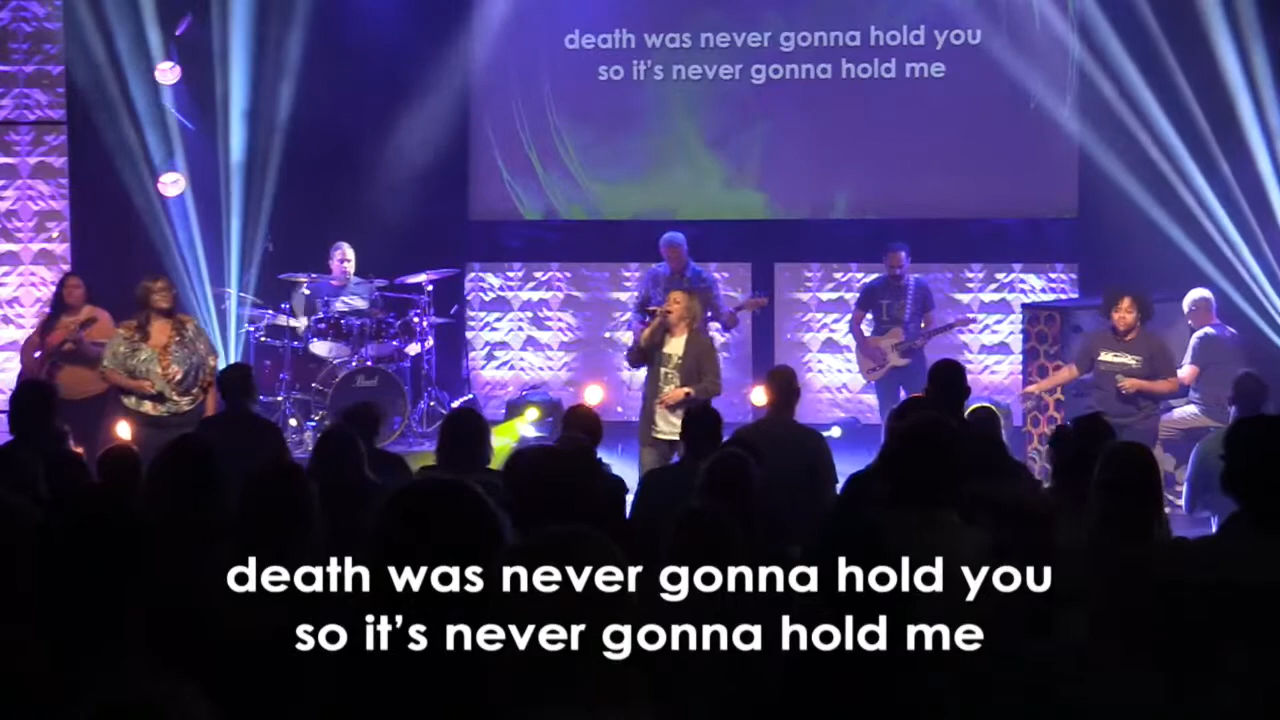 death was never gonna hold you
so it's never gonna hold me
Pearl
death was never gonna hold you
so it's never gonna hold me